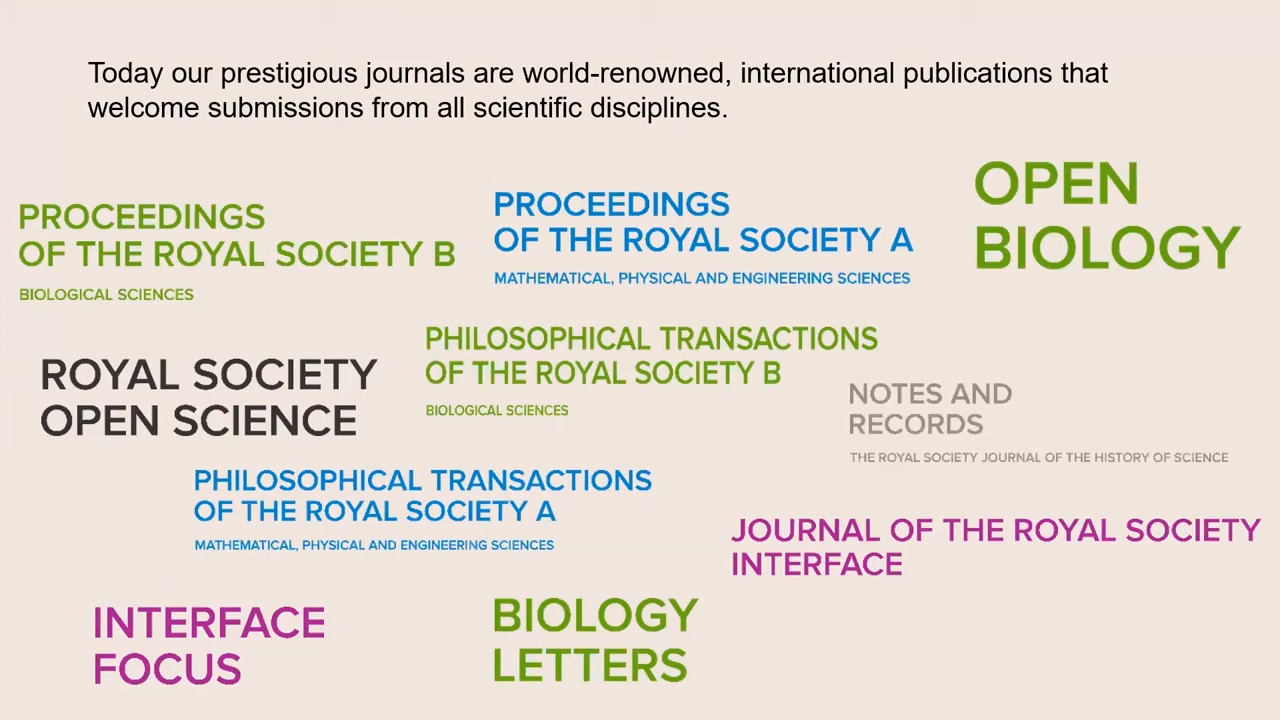 Today our prestigious journals are world-renowned, international publications that
welcome submissions from all scientific disciplines.
PROCEEDINGS
OF THE ROYAL SOCIETY B
BIOLOGICAL SCIENCES
PROCEEDINGS
OF THE ROYAL SOCIETY A
MATHEMATICAL, PHYSICAL AND ENGINEERING SCIENCES
OPEN
BIOLOGY
ROYAL SOCIETY
OPEN SCIENCE
PHILOSOPHICAL TRANSACTIONS
OF THE ROYAL SOCIETY B
BIOLOGICAL SCIENCES
NOTES AND
RECORDS
THE ROYAL SOCIETY JOURNAL OF THE HISTORY OF SCIENCE
PHILOSOPHICAL TRANSACTIONS
OF THE ROYAL SOCIETY A
MATHEMATICAL, PHYSICAL AND ENGINEERING SCIENCES
JOURNAL OF THE ROYAL SOCIETY
INTERFACE
INTERFACE
FOCUS
BIOLOGY
LETTERS